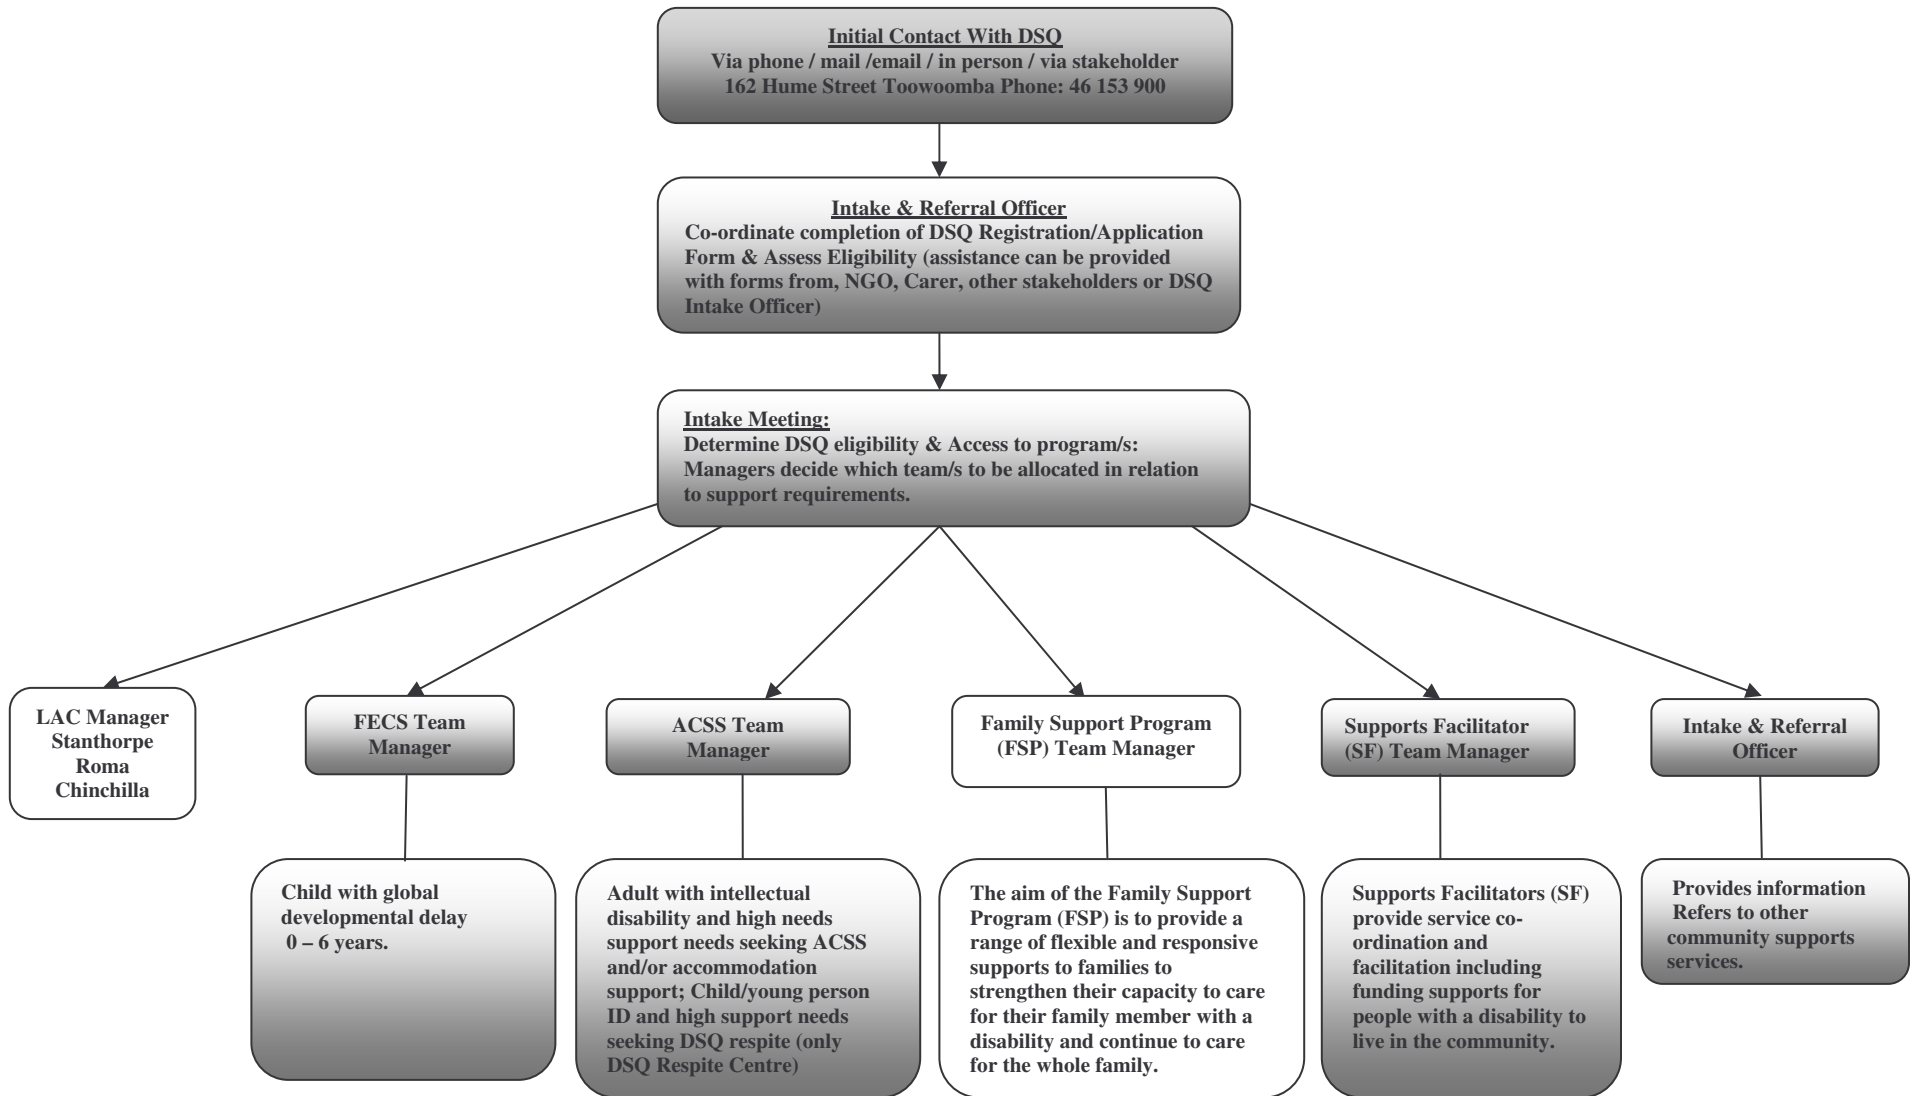 Initial Contact With DSQ
Via phone / mail /email / in person / via stakeholder
162 Hume Street Toowoomba Phone: 46 153 900
Intake & Referral Officer
Co-ordinate completion of DSQ Registration/Application
Form & Assess Eligibility (assistance can be provided
with forms from, NGO, Carer, other stakeholders or DSQ
Intake Officer)
Intake Meeting:
Determine DSQ eligibility & Access to program/s:
Managers decide which team/s to be allocated in relation
to support requirements.
LAC Manager
Stanthorpe
Roma
Chinchilla
FECS Team
Manager
ACSS Team
Manager
Family Support Program
(FSP) Team Manager
Supports Facilitator
(SF) Team Manager
Intake & Referral
Officer
Child with global
developmental delay
0 – 6 years.
Adult with intellectual
disability and high needs
support needs seeking ACSS
and/or accommodation
support; Child/young person
ID and high support needs
seeking DSQ respite (only
DSQ Respite Centre)
The aim of the Family Support
Program (FSP) is to provide a
range of flexible and responsive
supports to families to
strengthen their capacity to care
for their family member with a
disability and continue to care
for the whole family.
Supports Facilitators (SF)
provide service co-
ordination and
facilitation including
funding supports for
people with a disability to
live in the community.
Provides information
Refers to other
community supports
services.